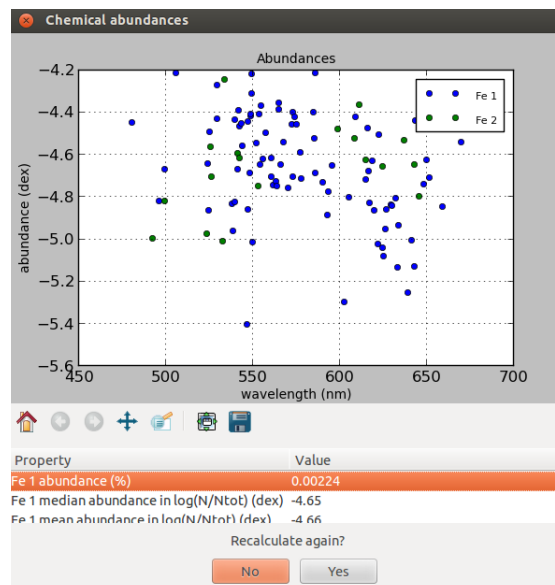 Chemical abundances
Abundances
−4.2
−4.4
−4.6
−4.8
−5.0
−5.2
−5.4
−5.6
abundance (dex)
Fe 1
Fe 2
450 500 550 600 650 700
wavelength (nm)
Property Value
Fe 1 abundance (%) 0.00224
Fe 1 median abundance in log(N/Ntot) (dex) -4.65
Fe 1 mean abundance in log(N/Ntot) (dex) -4.66
Recalculate again?
No Yes